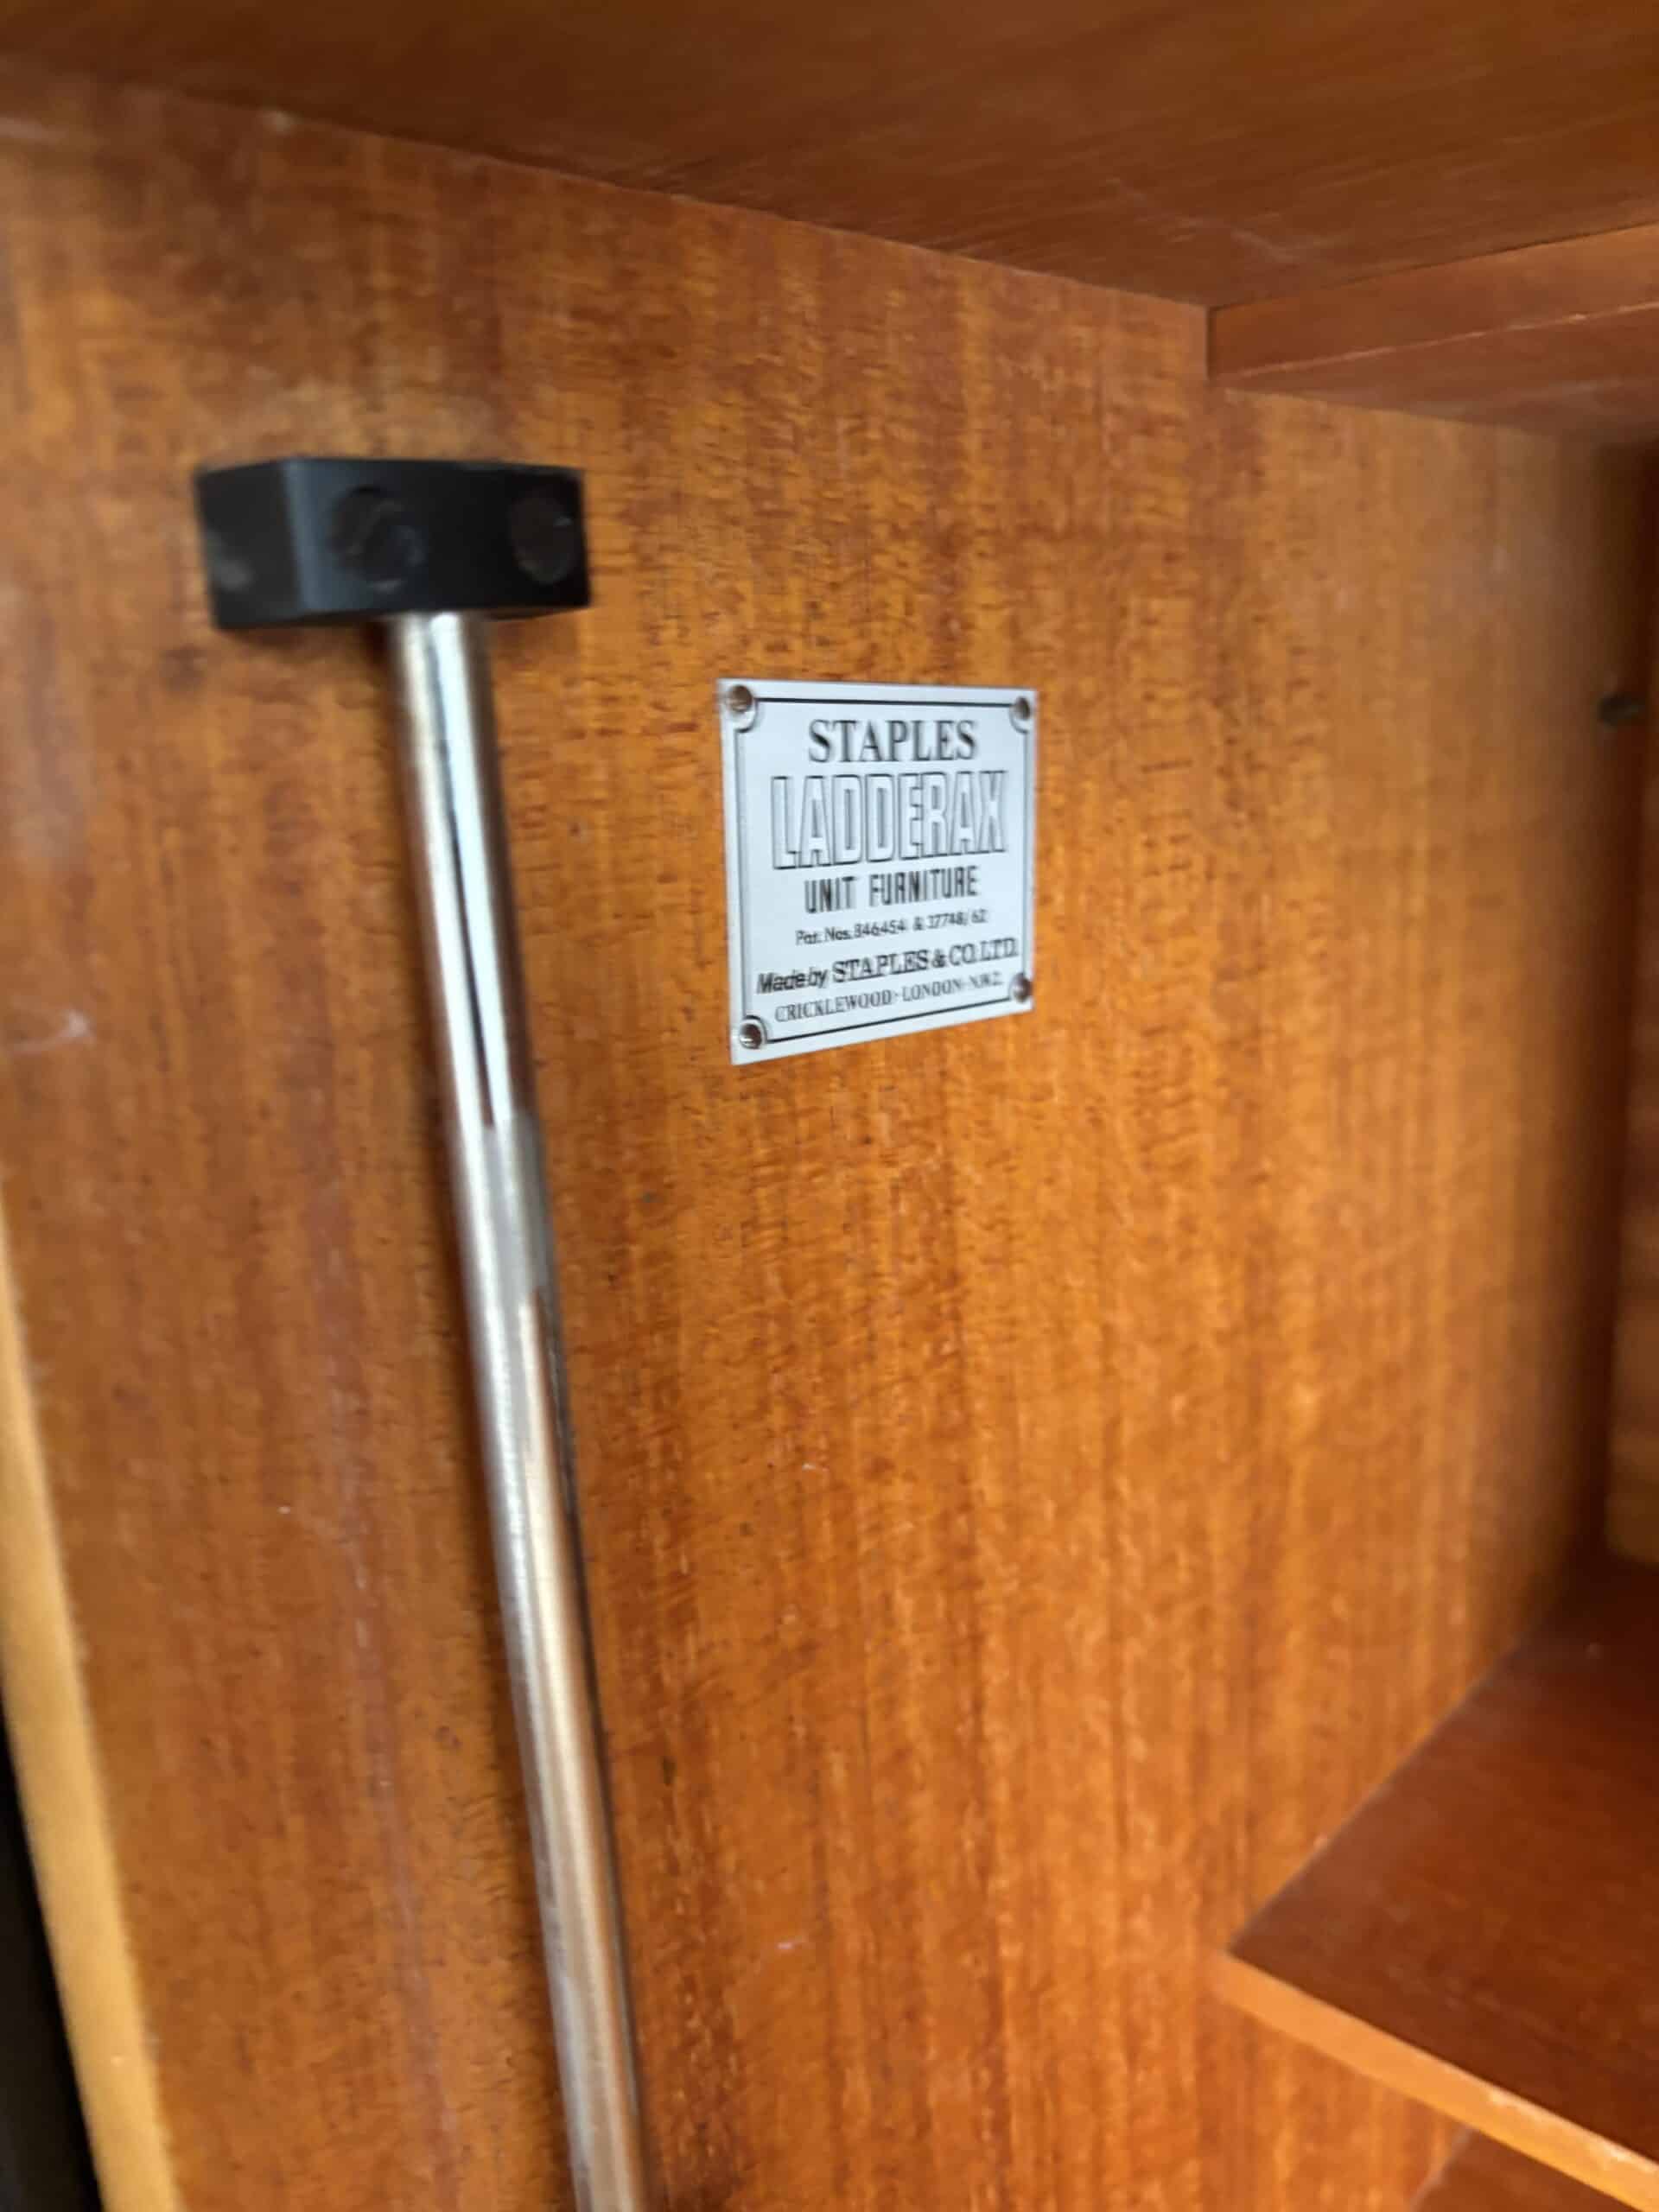 STAPLES
LADDERAX
UNIT FURNITURE
Pat. Nos. 846454 & 37748/62
Made by STAPLES & CO. LTD.
CRICKLEWOOD · LONDON · N.W.2.